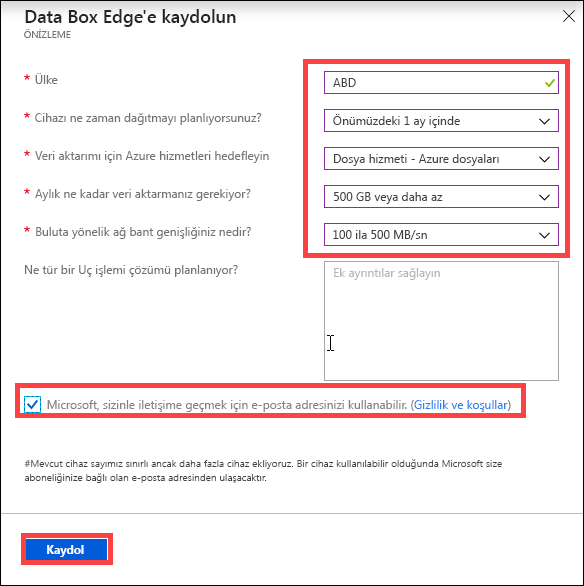 Data Box Edge'e kaydolun
ÖNİZLEME
* Ülke
ABD
* Cihazı ne zaman dağıtmayı planlıyorsunuz?
Önümüzdeki 1 ay içinde
* Veri aktarımı için Azure hizmetleri hedefleyin
Dosya hizmeti - Azure dosyaları
* Aylık ne kadar veri aktarmanız gerekiyor?
500 GB veya daha az
* Buluta yönelik ağ bant genişliğiniz nedir?
100 ila 500 MB/sn
Ne tür bir Uç işlemi çözümü planlanıyor?
Ek ayrıntılar sağlayın
Microsoft, sizinle iletişime geçmek için e-posta adresinizi kullanabilir. (Gizlilik ve koşullar)
#Mevcut cihaz sayımız sınırlı ancak daha fazla cihaz ekliyoruz. Bir cihaz kullanılabilir olduğunda Microsoft size
aboneliğinize bağlı olan e-posta adresinden ulaşacaktır.
Kaydol